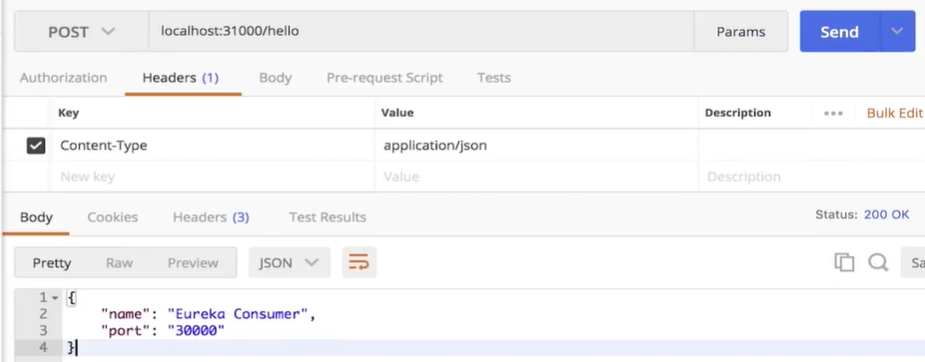 POST localhost:31000/hello Params Send
Authorization Headers (1) Body Pre-request Script Tests
Key Value Description ••• Bulk Edit
Content-Type application/json
New key Value Description
Body Cookies Headers (3) Test Results Status: 200 OK
Pretty Raw Preview JSON Sa
1 {
2 "name": "Eureka Consumer",
3 "port": "30000"
4 }